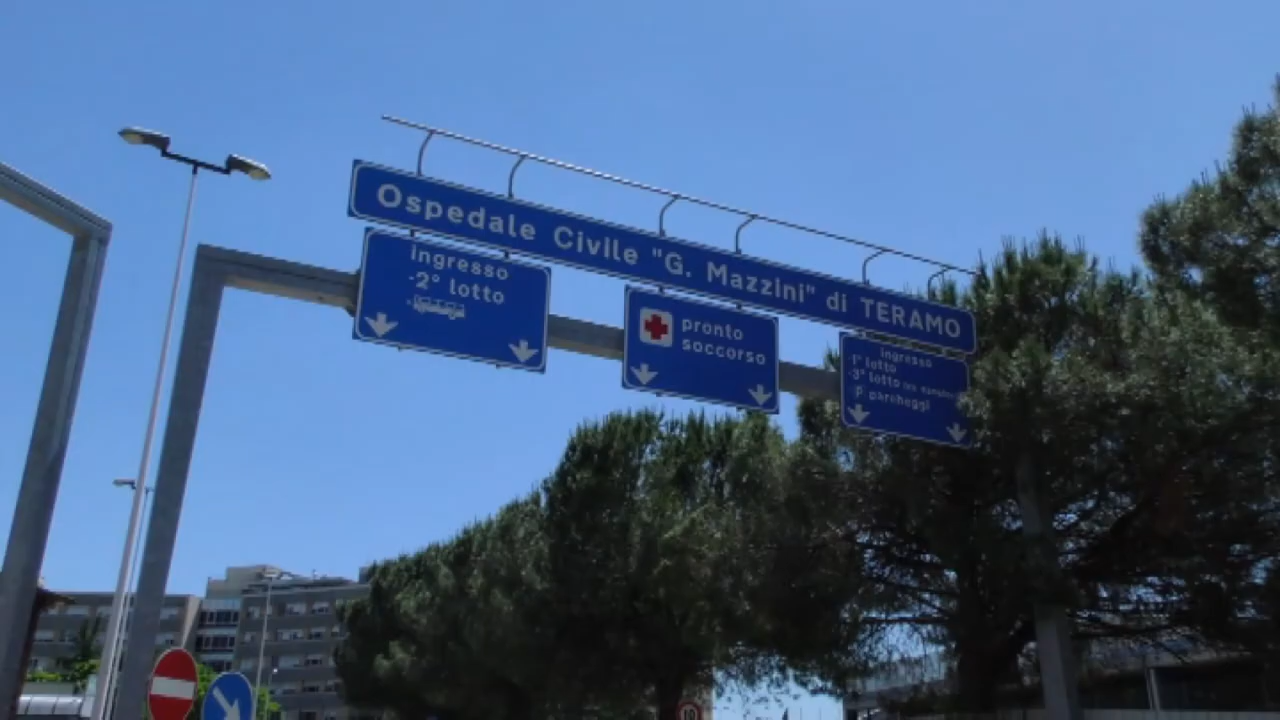 Ospedale Civile "G. Mazzini" di TERAMO
ingresso
-2° lotto
pronto
soccorso
ingresso
-1° lotto
-3° lotto
P parcheggi